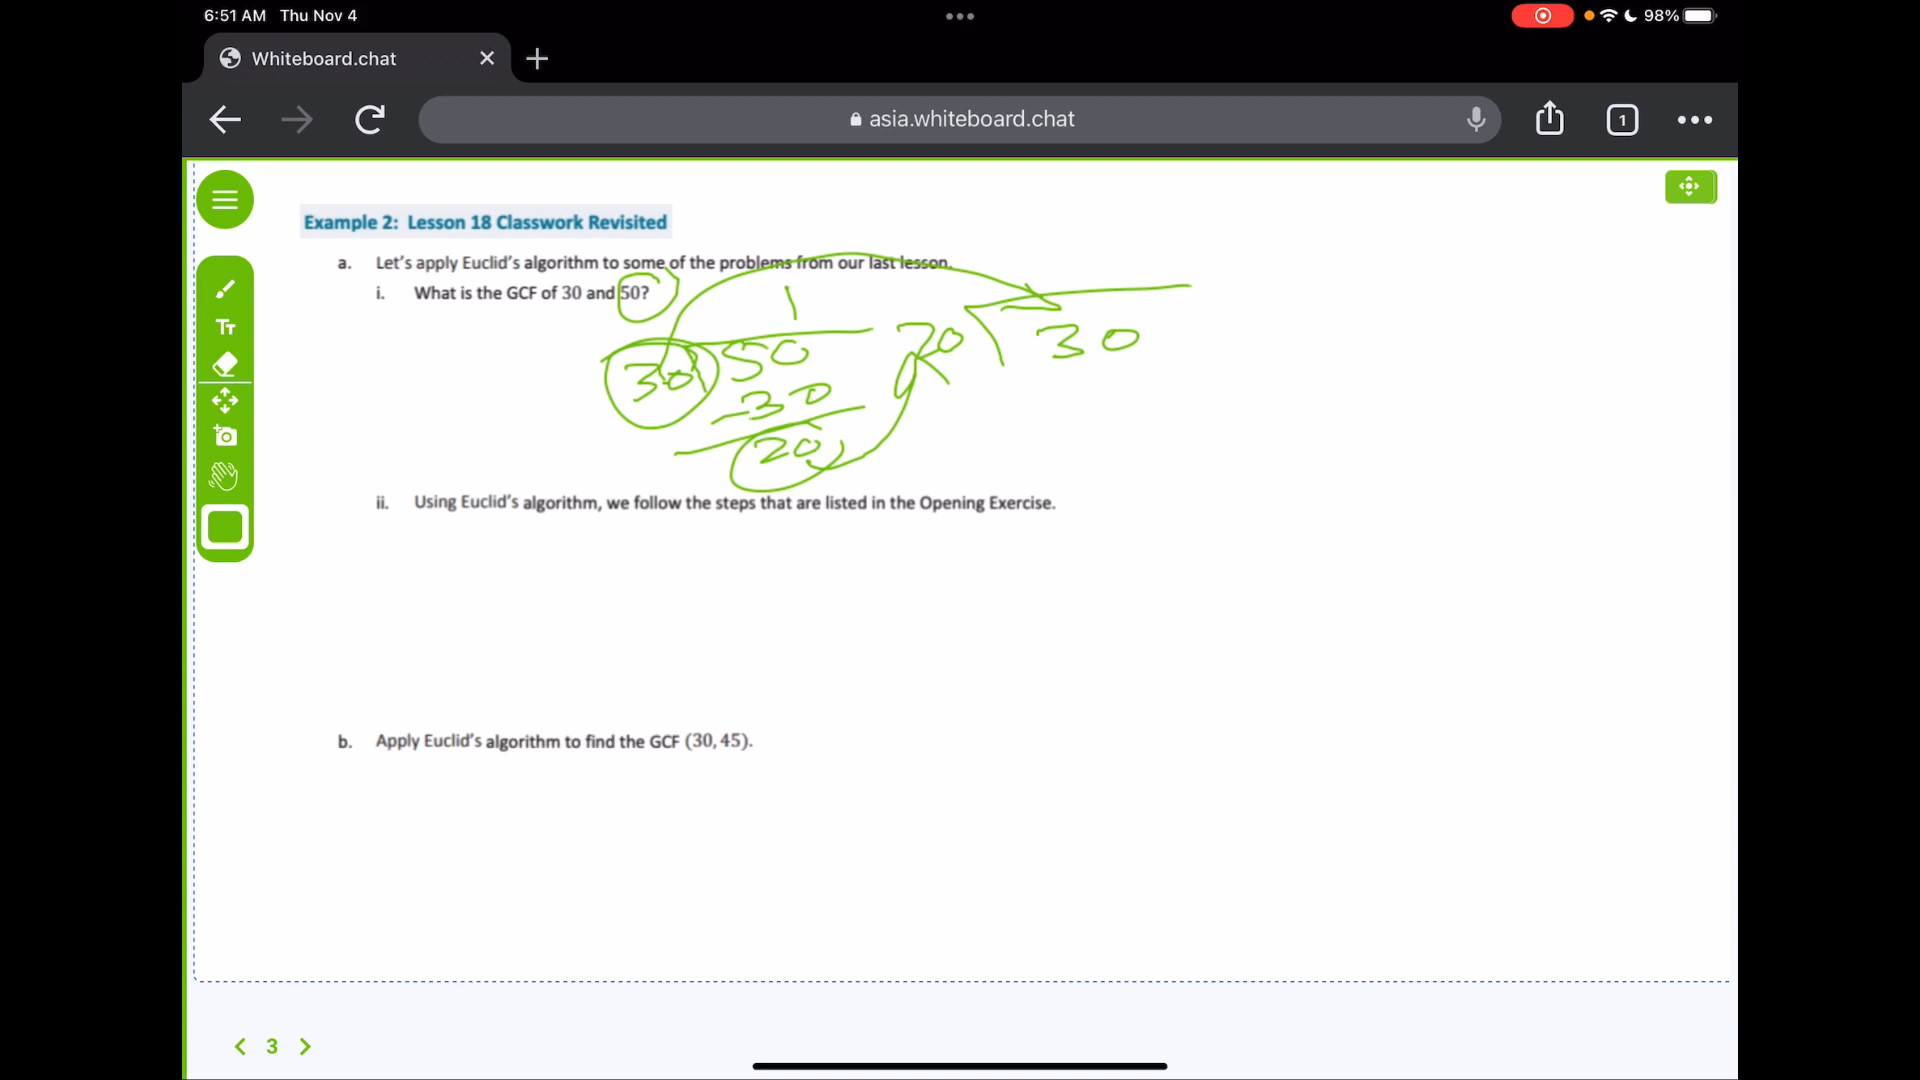 6:51 AM Thu Nov 4
98%
Whiteboard.chat
asia.whiteboard.chat
1
Example 2: Lesson 18 Classwork Revisited
a. Let's apply Euclid's algorithm to some of the problems from our last lesson.
i. What is the GCF of 30 and 50?
1
30 50
20 30
-30
20
ii. Using Euclid's algorithm, we follow the steps that are listed in the Opening Exercise.
Tт
b. Apply Euclid's algorithm to find the GCF (30, 45).
< 3 >